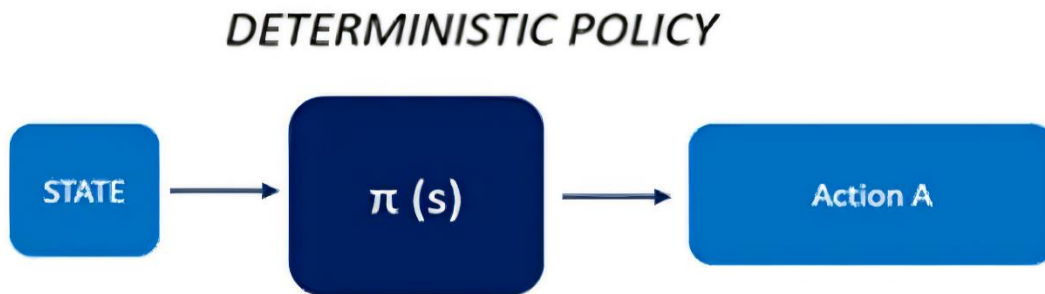 DETERMINISTIC POLICY
STATE
π (s)
Action A